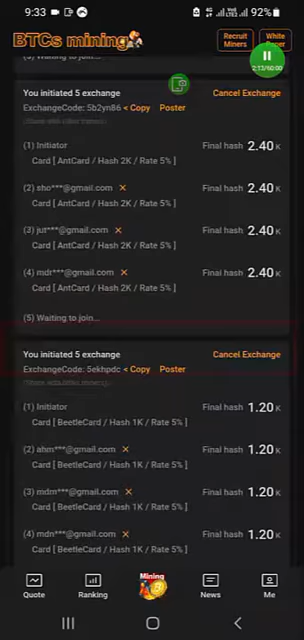 9:33
92%
BTCs mining
Recruit Miners
White Paper
(5) Waiting to join...
You initiated 5 exchange Cancel Exchange
ExchangeCode: 5b2yn86 < Copy Poster
(1) Initiator Final hash 2.40 K
Card [ AntCard / Hash 2K / Rate 5% ]
(2) sho***@gmail.com × Final hash 2.40 K
Card [ AntCard / Hash 2K / Rate 5% ]
(3) jut***@gmail.com × Final hash 2.40 K
Card [ AntCard / Hash 2K / Rate 5% ]
(4) mdr***@gmail.com × Final hash 2.40 K
Card [ AntCard / Hash 2K / Rate 5% ]
(5) Waiting to join...
You initiated 5 exchange Cancel Exchange
ExchangeCode: 5ekhpdc < Copy Poster
(1) Initiator Final hash 1.20 K
Card [ BeetleCard / Hash 1K / Rate 5% ]
(2) abm***@gmail.com × Final hash 1.20 K
Card [ BeetleCard / Hash 1K / Rate 5% ]
(3) mdm***@gmail.com × Final hash 1.20 K
Card [ BeetleCard / Hash 1K / Rate 5% ]
(4) mdn***@gmail.com × Final hash 1.20 K
Card [ BeetleCard / Hash 1K / Rate 5% ]
Quote Ranking Mining News Me